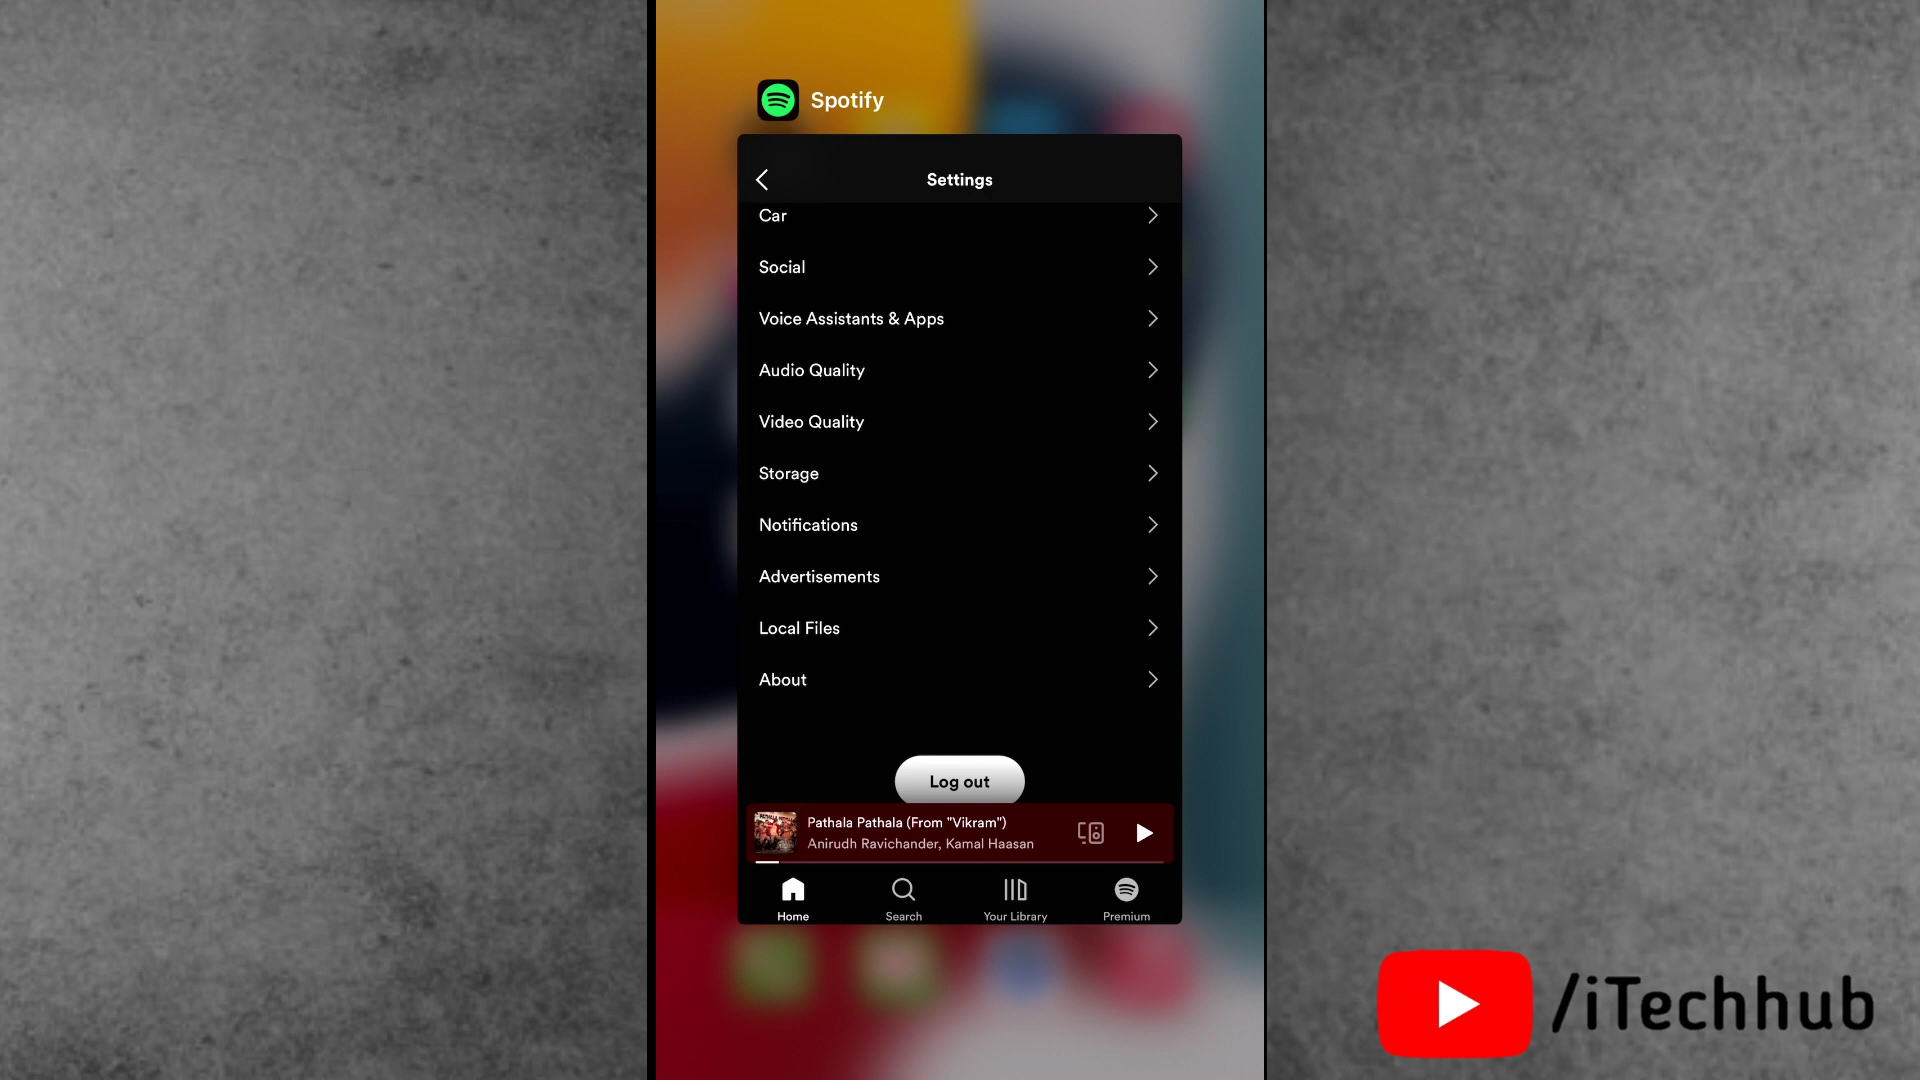 Spotify
Settings
Car
Social
Voice Assistants & Apps
Audio Quality
Video Quality
Storage
Notifications
Advertisements
Local Files
About
Log out
Pathala Pathala (From "Vikram")
Anirudh Ravichander, Kamal Haasan
Home
Search
Your Library
Premium
/iTechhub